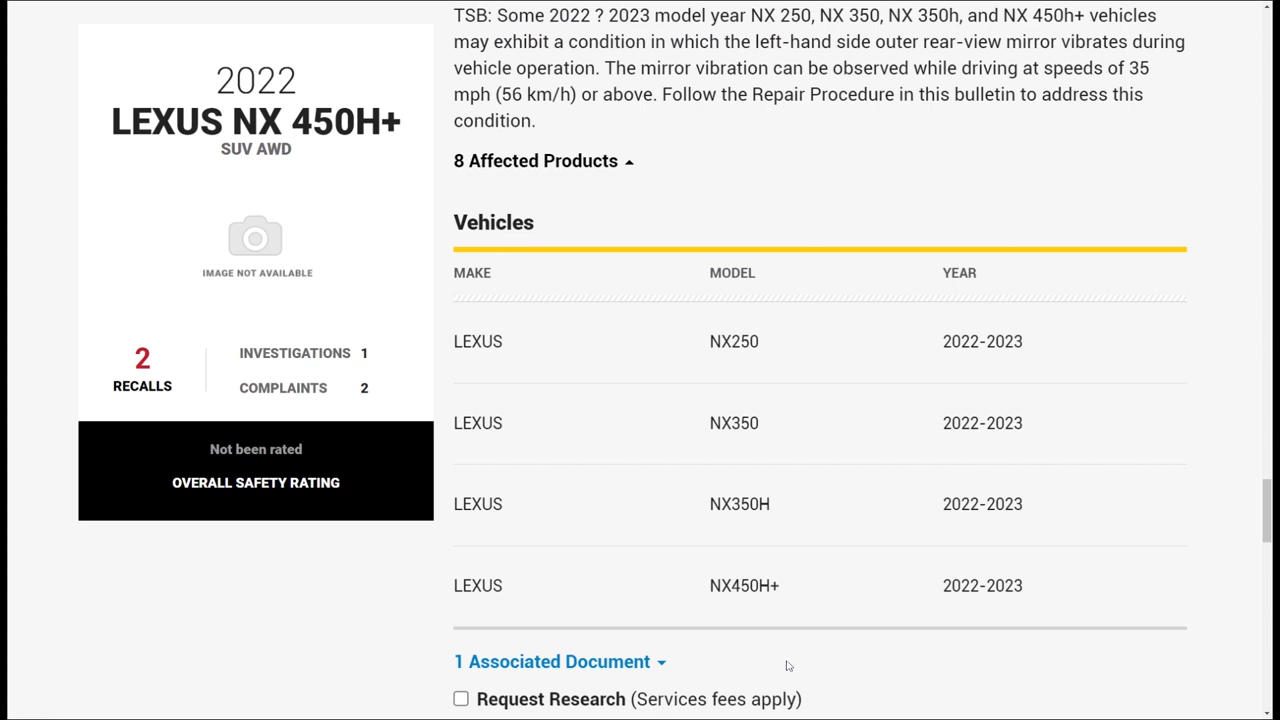 2022
LEXUS NX 450H+
SUV AWD
IMAGE NOT AVAILABLE
2
RECALLS
INVESTIGATIONS 1
COMPLAINTS 2
Not been rated
OVERALL SAFETY RATING
TSB: Some 2022 ? 2023 model year NX 250, NX 350, NX 350h, and NX 450h+ vehicles
may exhibit a condition in which the left-hand side outer rear-view mirror vibrates during
vehicle operation. The mirror vibration can be observed while driving at speeds of 35
mph (56 km/h) or above. Follow the Repair Procedure in this bulletin to address this
condition.
8 Affected Products
Vehicles
MAKE MODEL YEAR
LEXUS NX250 2022-2023
LEXUS NX350 2022-2023
LEXUS NX350H 2022-2023
LEXUS NX450H+ 2022-2023
1 Associated Document
Request Research (Services fees apply)